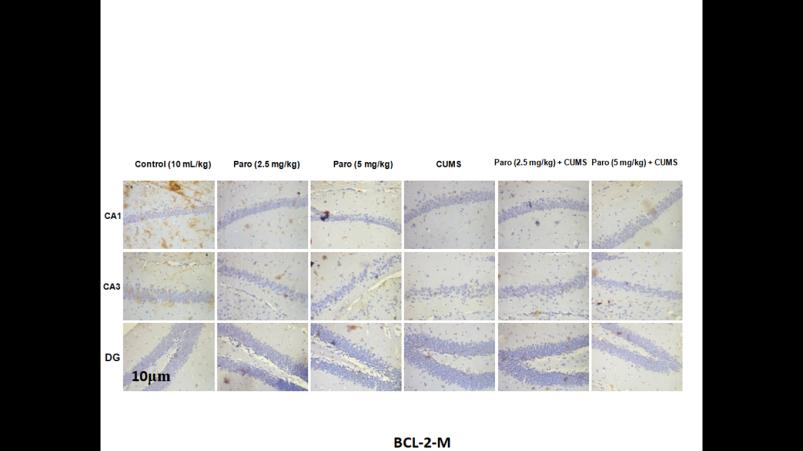 Control (10 mL/kg) Paro (2.5 mg/kg) Paro (5 mg/kg) CUMS Paro (2.5 mg/kg) + CUMS Paro (5 mg/kg) + CUMS
CA1
CA3
DG
10μm
BCL-2-M